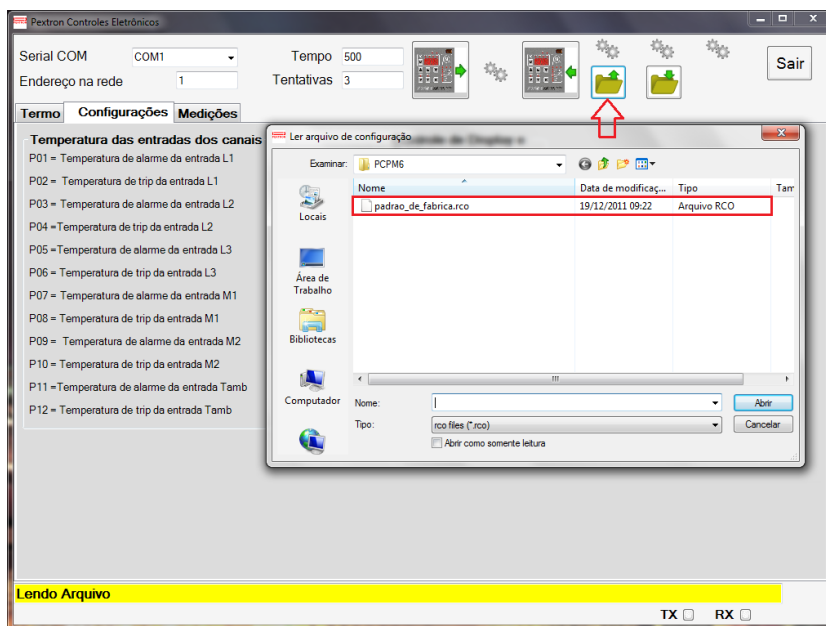 Pextron Controles Eletrônicos
Serial COM COM1 Tempo 500
Endereço na rede 1 Tentativas 3
Sair
Termo Configurações Medições
Temperatura das entradas dos canais
P01 = Temperatura de alarme da entrada L1
P02 = Temperatura de trip da entrada L1
P03 = Temperatura de alarme da entrada L2
P04 =Temperatura de trip da entrada L2
P05 =Temperatura de alarme da entrada L3
P06 = Temperatura de trip da entrada L3
P07 = Temperatura de alarme da entrada M1
P08 = Temperatura de trip da entrada M1
P09 = Temperatura de alarme da entrada M2
P10 = Temperatura de trip da entrada M2
P11 =Temperatura de alarme da entrada Tamb
P12 = Temperatura de trip da entrada Tamb
Ler arquivo de configuração
Examinar: PCPM6
Nome Data de modificaç... Tipo Tam
padrao_de_fabrica.rco 19/12/2011 09:22 Arquivo RCO
Locais
Área de
Trabalho
Bibliotecas
Computador
Nome: Abrir
Tipo: rco files (*.rco) Cancelar
Abrir como somente leitura
Lendo Arquivo
TX RX